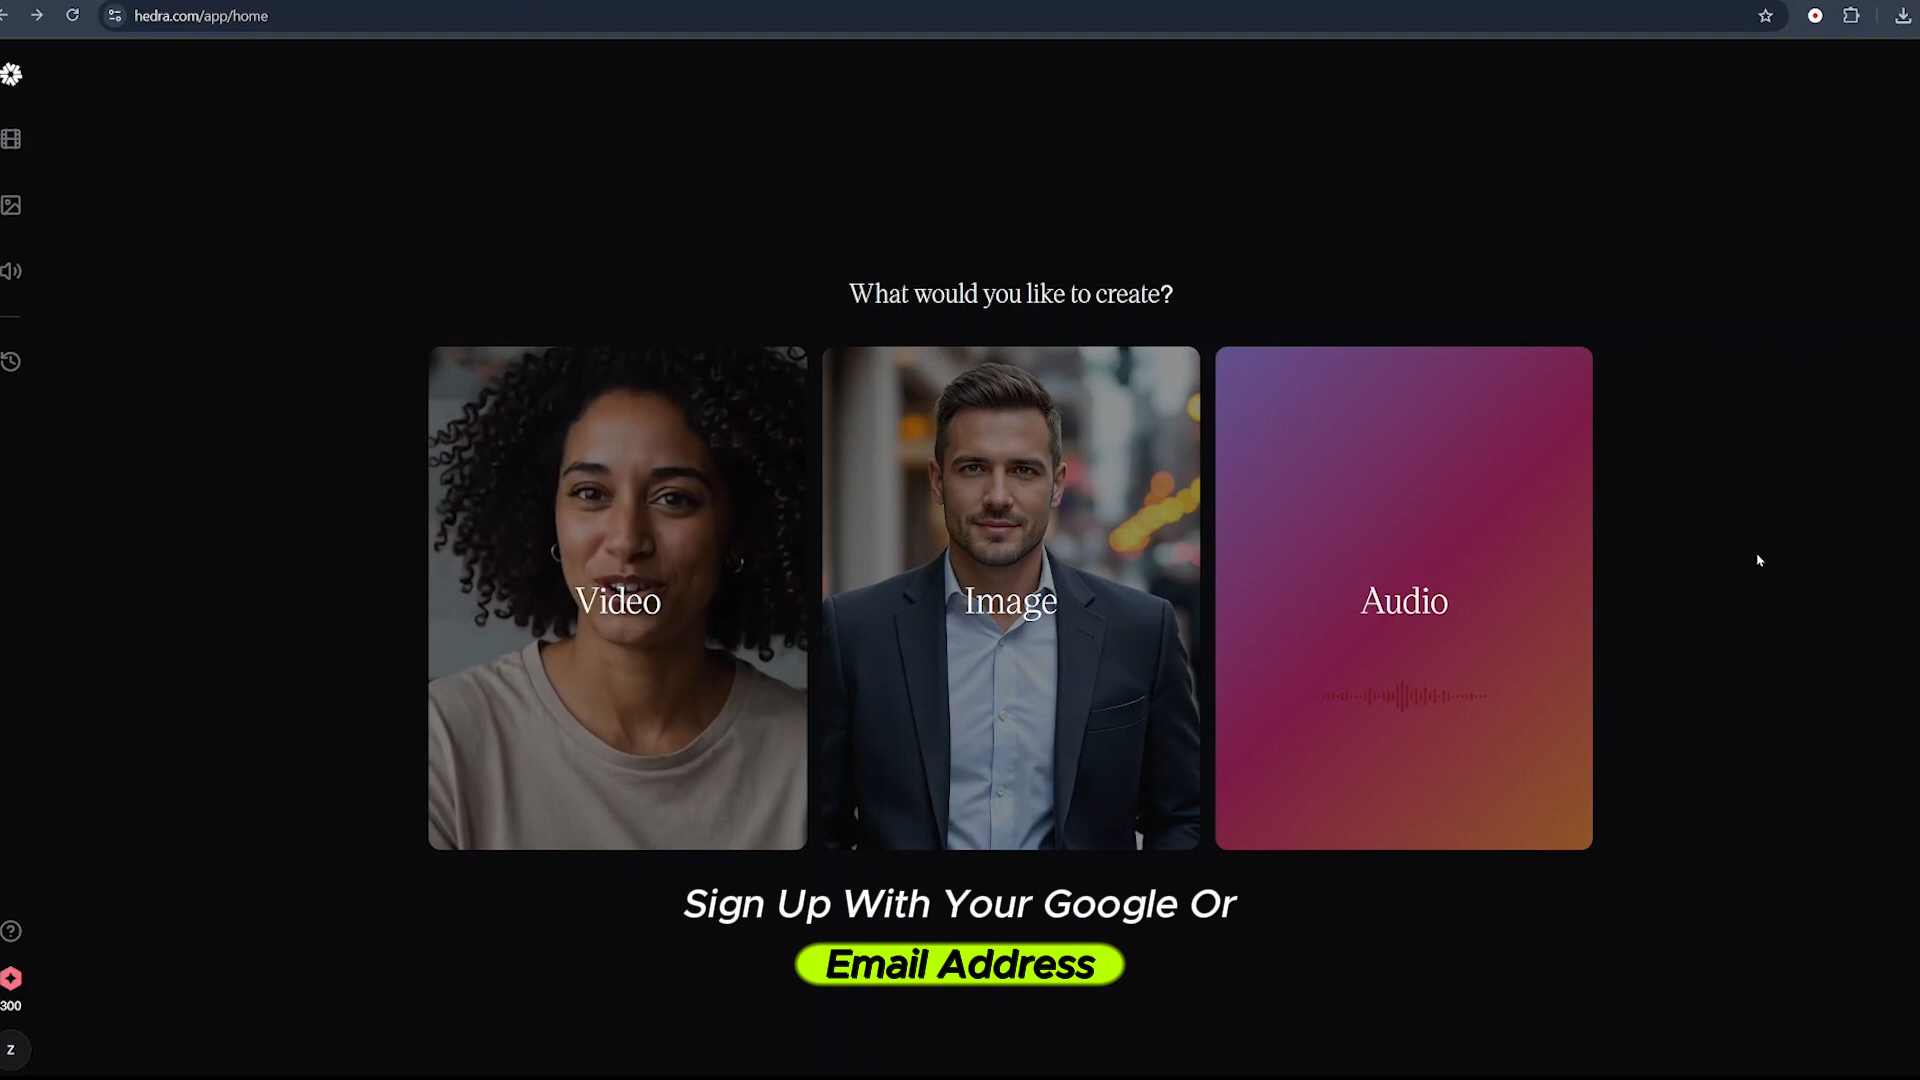 hedra.com/app/home
What would you like to create?
Video
Image
Audio
Sign Up With Your Google Or
Email Address
300
Z